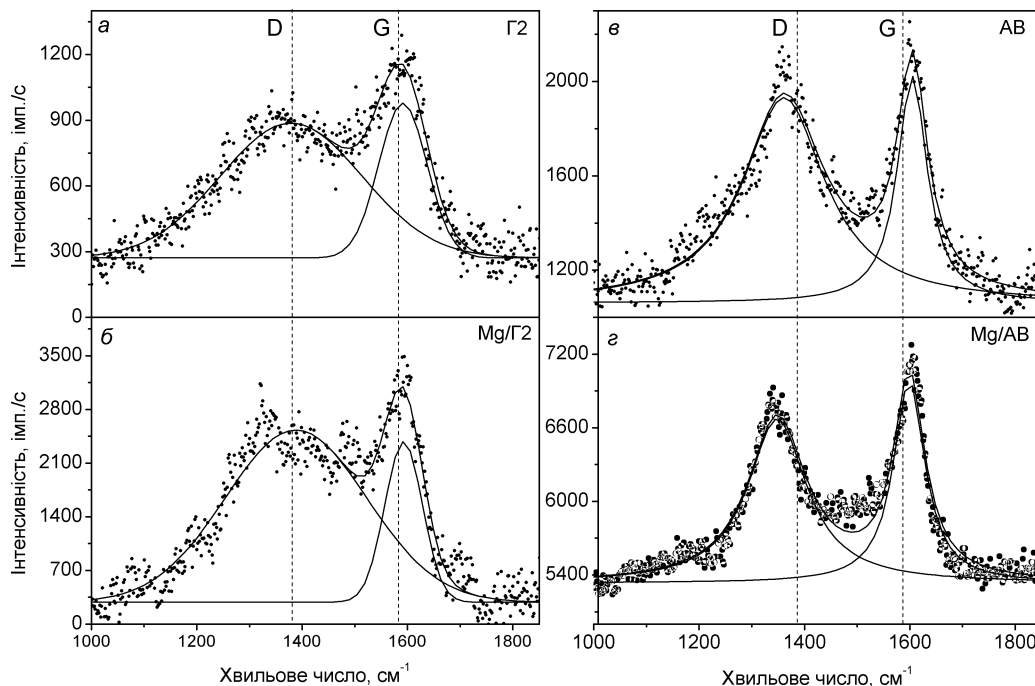 а D G Г2
1200
900
600
300
0
Інтенсивність, імп./с
в D G АВ
2000
1600
1200
б Mg/Г2
3500
2800
2100
1400
700
0
Інтенсивність, імп./с
1000 1200 1400 1600 1800
Хвильове число, см-1
г Mg/АВ
7200
6600
6000
5400
1000 1200 1400 1600 1800
Хвильове число, см-1